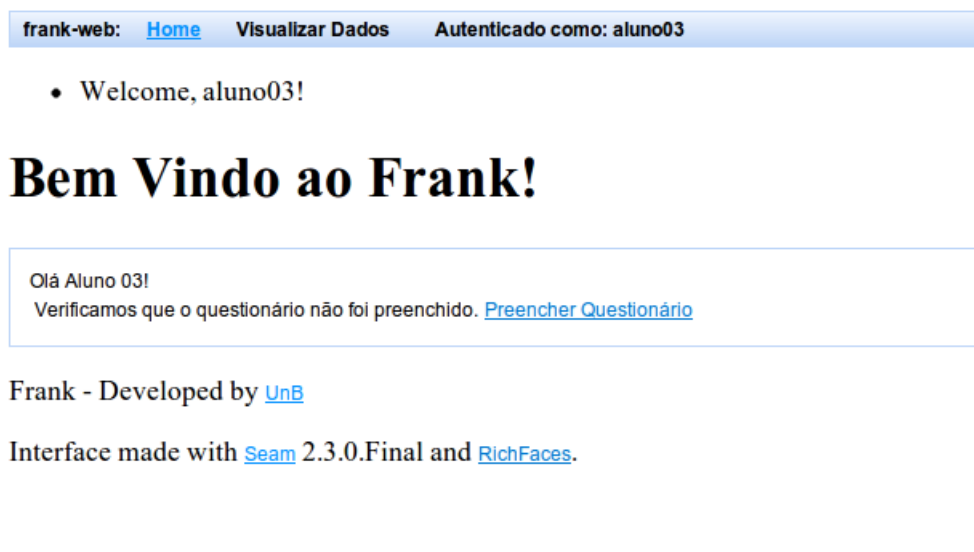 frank-web: Home Visualizar Dados Autenticado como: aluno03
Welcome, aluno03!
Bem Vindo ao Frank!
Olá Aluno 03!
Verificamos que o questionário não foi preenchido. Preencher Questionário
Frank - Developed by UnB
Interface made with Seam 2.3.0.Final and RichFaces.